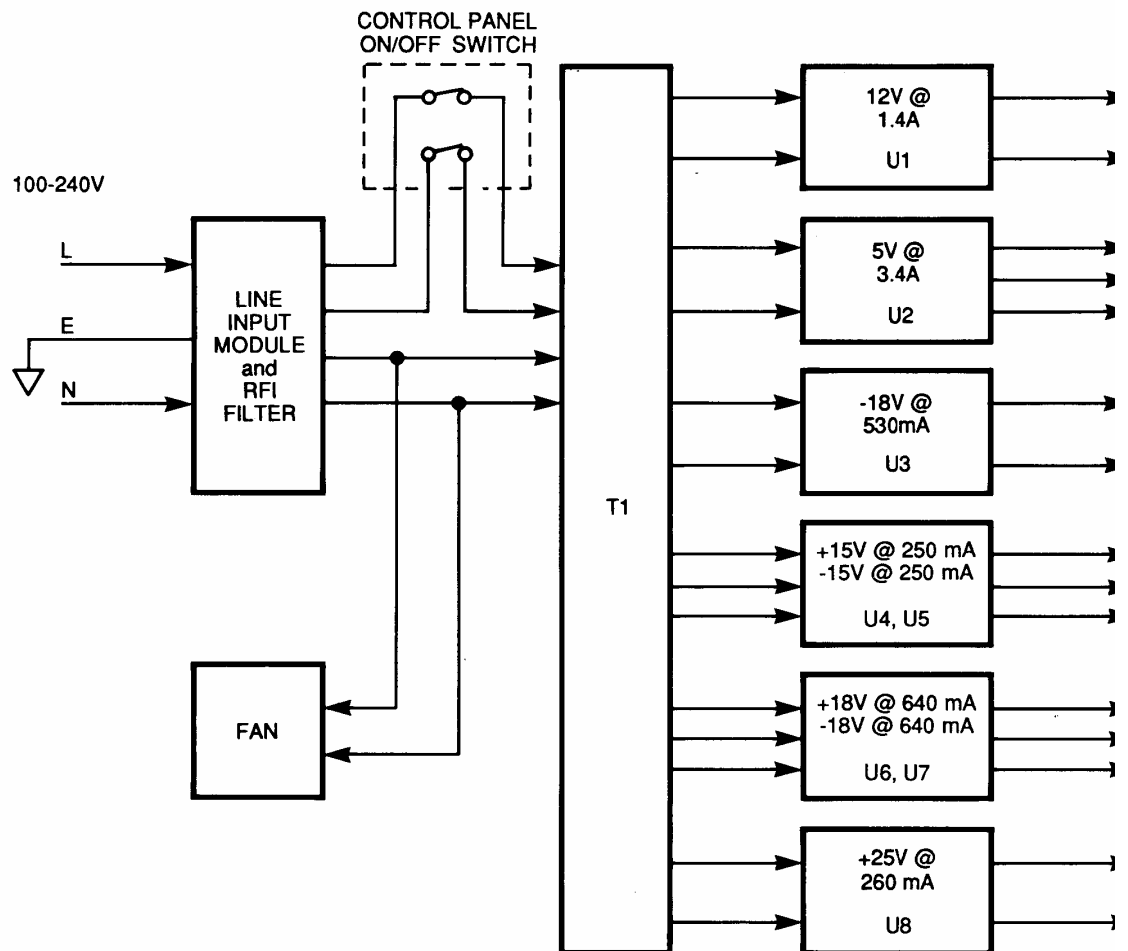 CONTROL PANEL
ON/OFF SWITCH
100-240V
L
E
N
LINE
INPUT
MODULE
and
RFI
FILTER
FAN
T1
12V @
1.4A
U1
5V @
3.4A
U2
-18V @
530mA
U3
+15V @ 250 mA
-15V @ 250 mA
U4, U5
+18V @ 640 mA
-18V @ 640 mA
U6, U7
+25V @
260 mA
U8